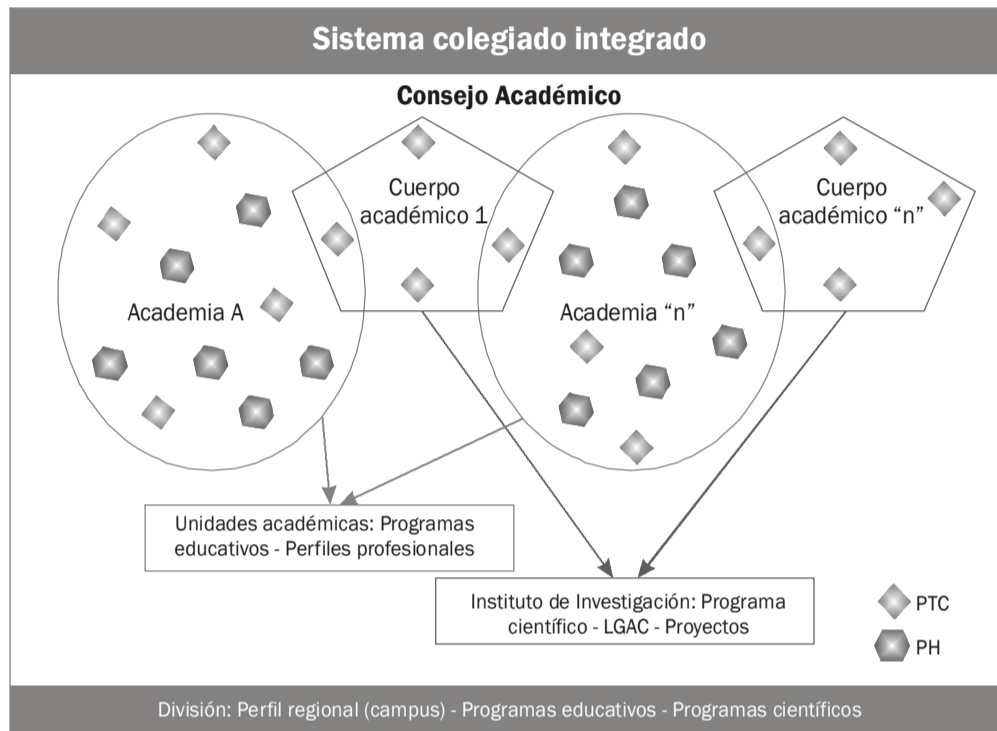 Sistema colegiado integrado
Consejo Académico
Cuerpo
académico 1
Cuerpo
académico “n”
Academia A
Academia “n”
Unidades académicas: Programas
educativos - Perfiles profesionales
Instituto de Investigación: Programa
científico - LGAC - Proyectos
PTC
PH
División: Perfil regional (campus) - Programas educativos - Programas científicos